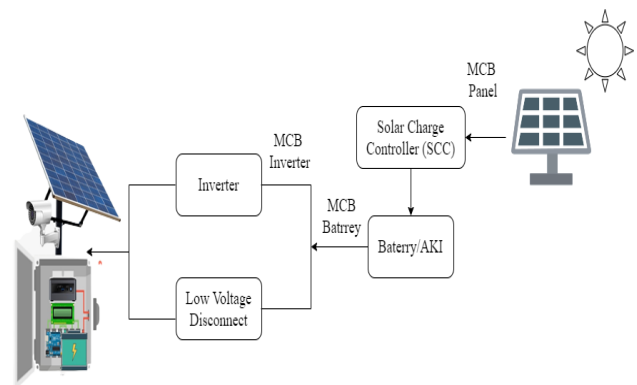 MCB
Panel
Solar Charge
Controller (SCC)
MCB
Inverter
Inverter
MCB
Batrrey
Baterry/AKI
Low Voltage
Disconnect